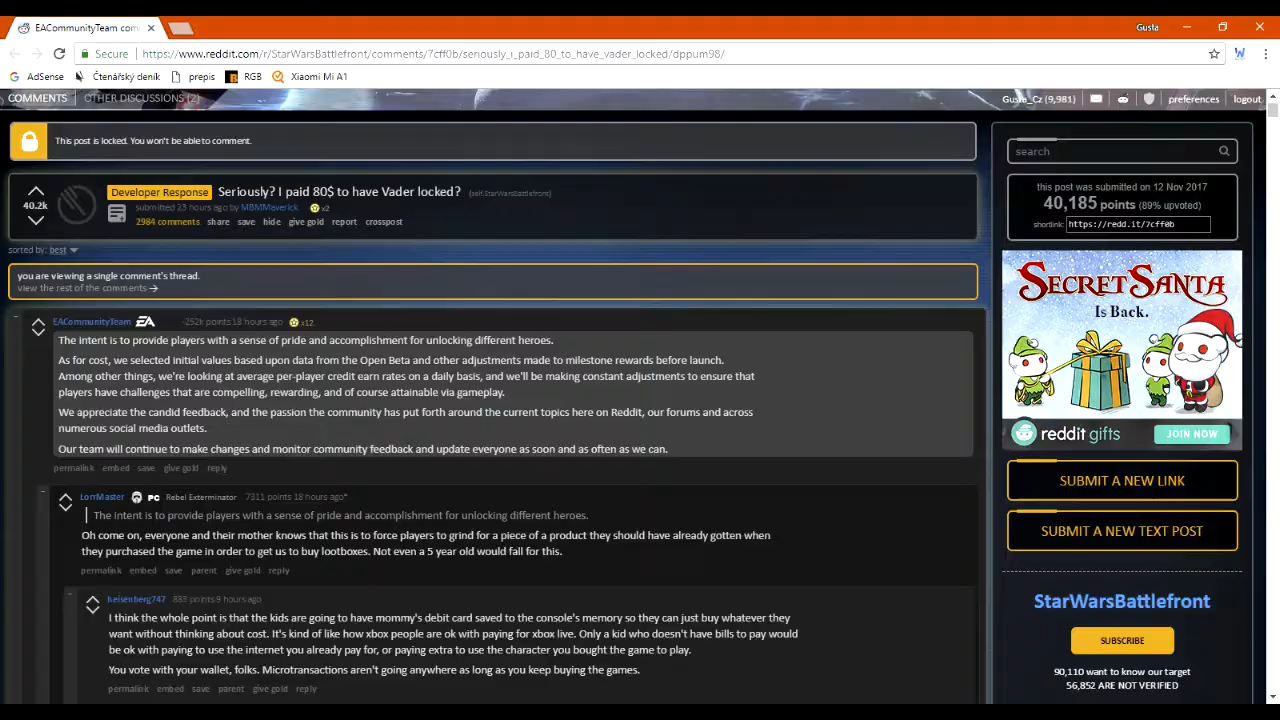 EACommunityTeam com
Gusta
Secure
https://www.reddit.com/r/StarWarsBattlefront/comments/7cff0b/seriously_i_paid_80_to_have_vader_locked/dppum98/
AdSense Čtenářský deník prepis RGB Xiaomi Mi A1
COMMENTS OTHER DISCUSSIONS (2)
Gusto_Cz (9,981) preferences logout
This post is locked. You won't be able to comment.
search
40.2k
Developer Response Seriously? I paid 80$ to have Vader locked? (self.StarWarsBattlefront)
submitted 23 hours ago by MBMMaverick x2
2984 comments share save hide give gold report crosspost
this post was submitted on 12 Nov 2017
40,185 points (89% upvoted)
shortlink: https://redd.it/7cff0b
sorted by: best
you are viewing a single comment's thread.
view the rest of the comments →
SECRET SANTA
Is Back.
reddit gifts JOIN NOW
EACommunityTeam EA -252k points 18 hours ago x12
The intent is to provide players with a sense of pride and accomplishment for unlocking different heroes.
As for cost, we selected initial values based upon data from the Open Beta and other adjustments made to milestone rewards before launch.
Among other things, we're looking at average per-player credit earn rates on a daily basis, and we'll be making constant adjustments to ensure that
players have challenges that are compelling, rewarding, and of course attainable via gameplay.
We appreciate the candid feedback, and the passion the community has put forth around the current topics here on Reddit, our forums and across
numerous social media outlets.
Our team will continue to make changes and monitor community feedback and update everyone as soon and as often as we can.
permalink embed save give gold reply
LorrMaster PC Rebel Exterminator 7311 points 18 hours ago*
The intent is to provide players with a sense of pride and accomplishment for unlocking different heroes.
Oh come on, everyone and their mother knows that this is to force players to grind for a piece of a product they should have already gotten when
they purchased the game in order to get us to buy lootboxes. Not even a 5 year old would fall for this.
permalink embed save parent give gold reply
heisenberg747 883 points 9 hours ago
I think the whole point is that the kids are going to have mommy's debit card saved to the console's memory so they can just buy whatever they
want without thinking about cost. It's kind of like how xbox people are ok with paying for xbox live. Only a kid who doesn't have bills to pay would
be ok with paying to use the internet you already pay for, or paying extra to use the character you bought the game to play.
You vote with your wallet, folks. Microtransactions aren't going anywhere as long as you keep buying the games.
permalink embed save parent give gold reply
SUBMIT A NEW LINK
SUBMIT A NEW TEXT POST
StarWarsBattlefront
SUBSCRIBE
90,110 want to know our target
56,852 ARE NOT VERIFIED